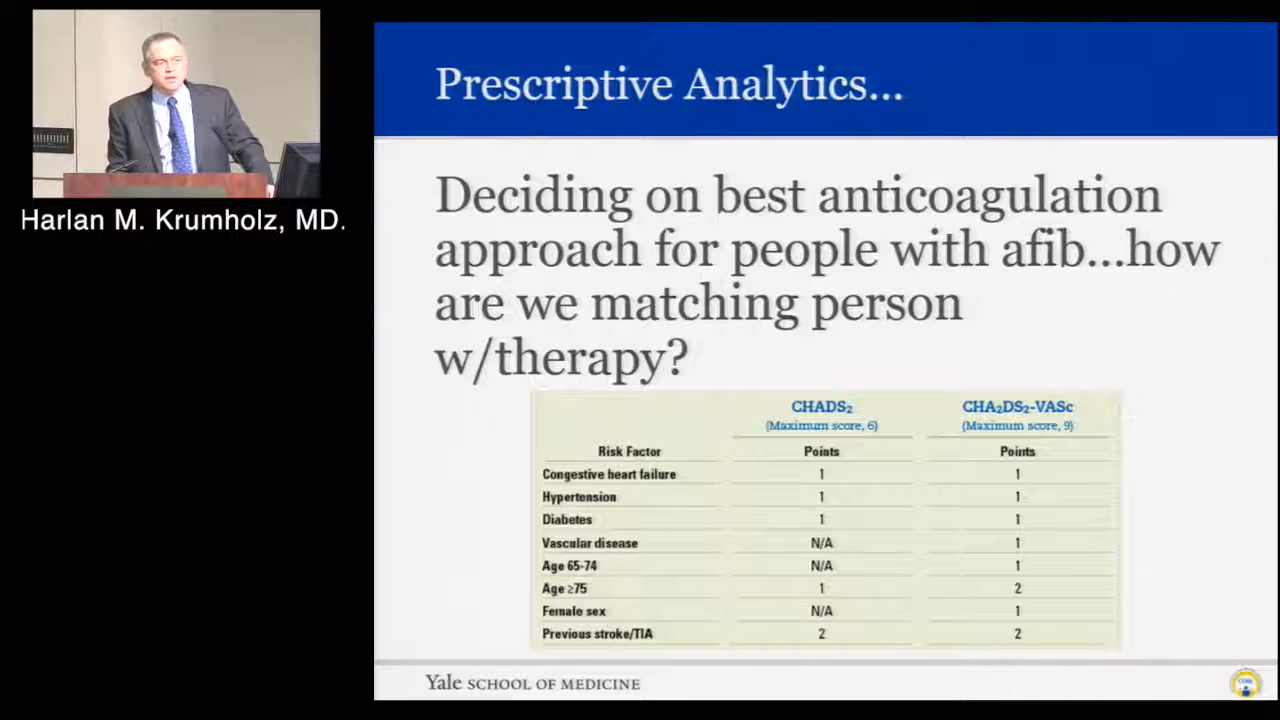 Harlan M. Krumholz, MD.
Prescriptive Analytics...
Deciding on best anticoagulation
approach for people with afib...how
are we matching person
w/therapy?
CHADS₂ CHA₂DS₂-VASc
(Maximum score, 6) (Maximum score, 9)
Risk Factor Points Points
Congestive heart failure 1 1
Hypertension 1 1
Diabetes 1 1
Vascular disease N/A 1
Age 65-74 N/A 1
Age ≥75 1 2
Female sex N/A 1
Previous stroke/TIA 2 2
Yale SCHOOL OF MEDICINE